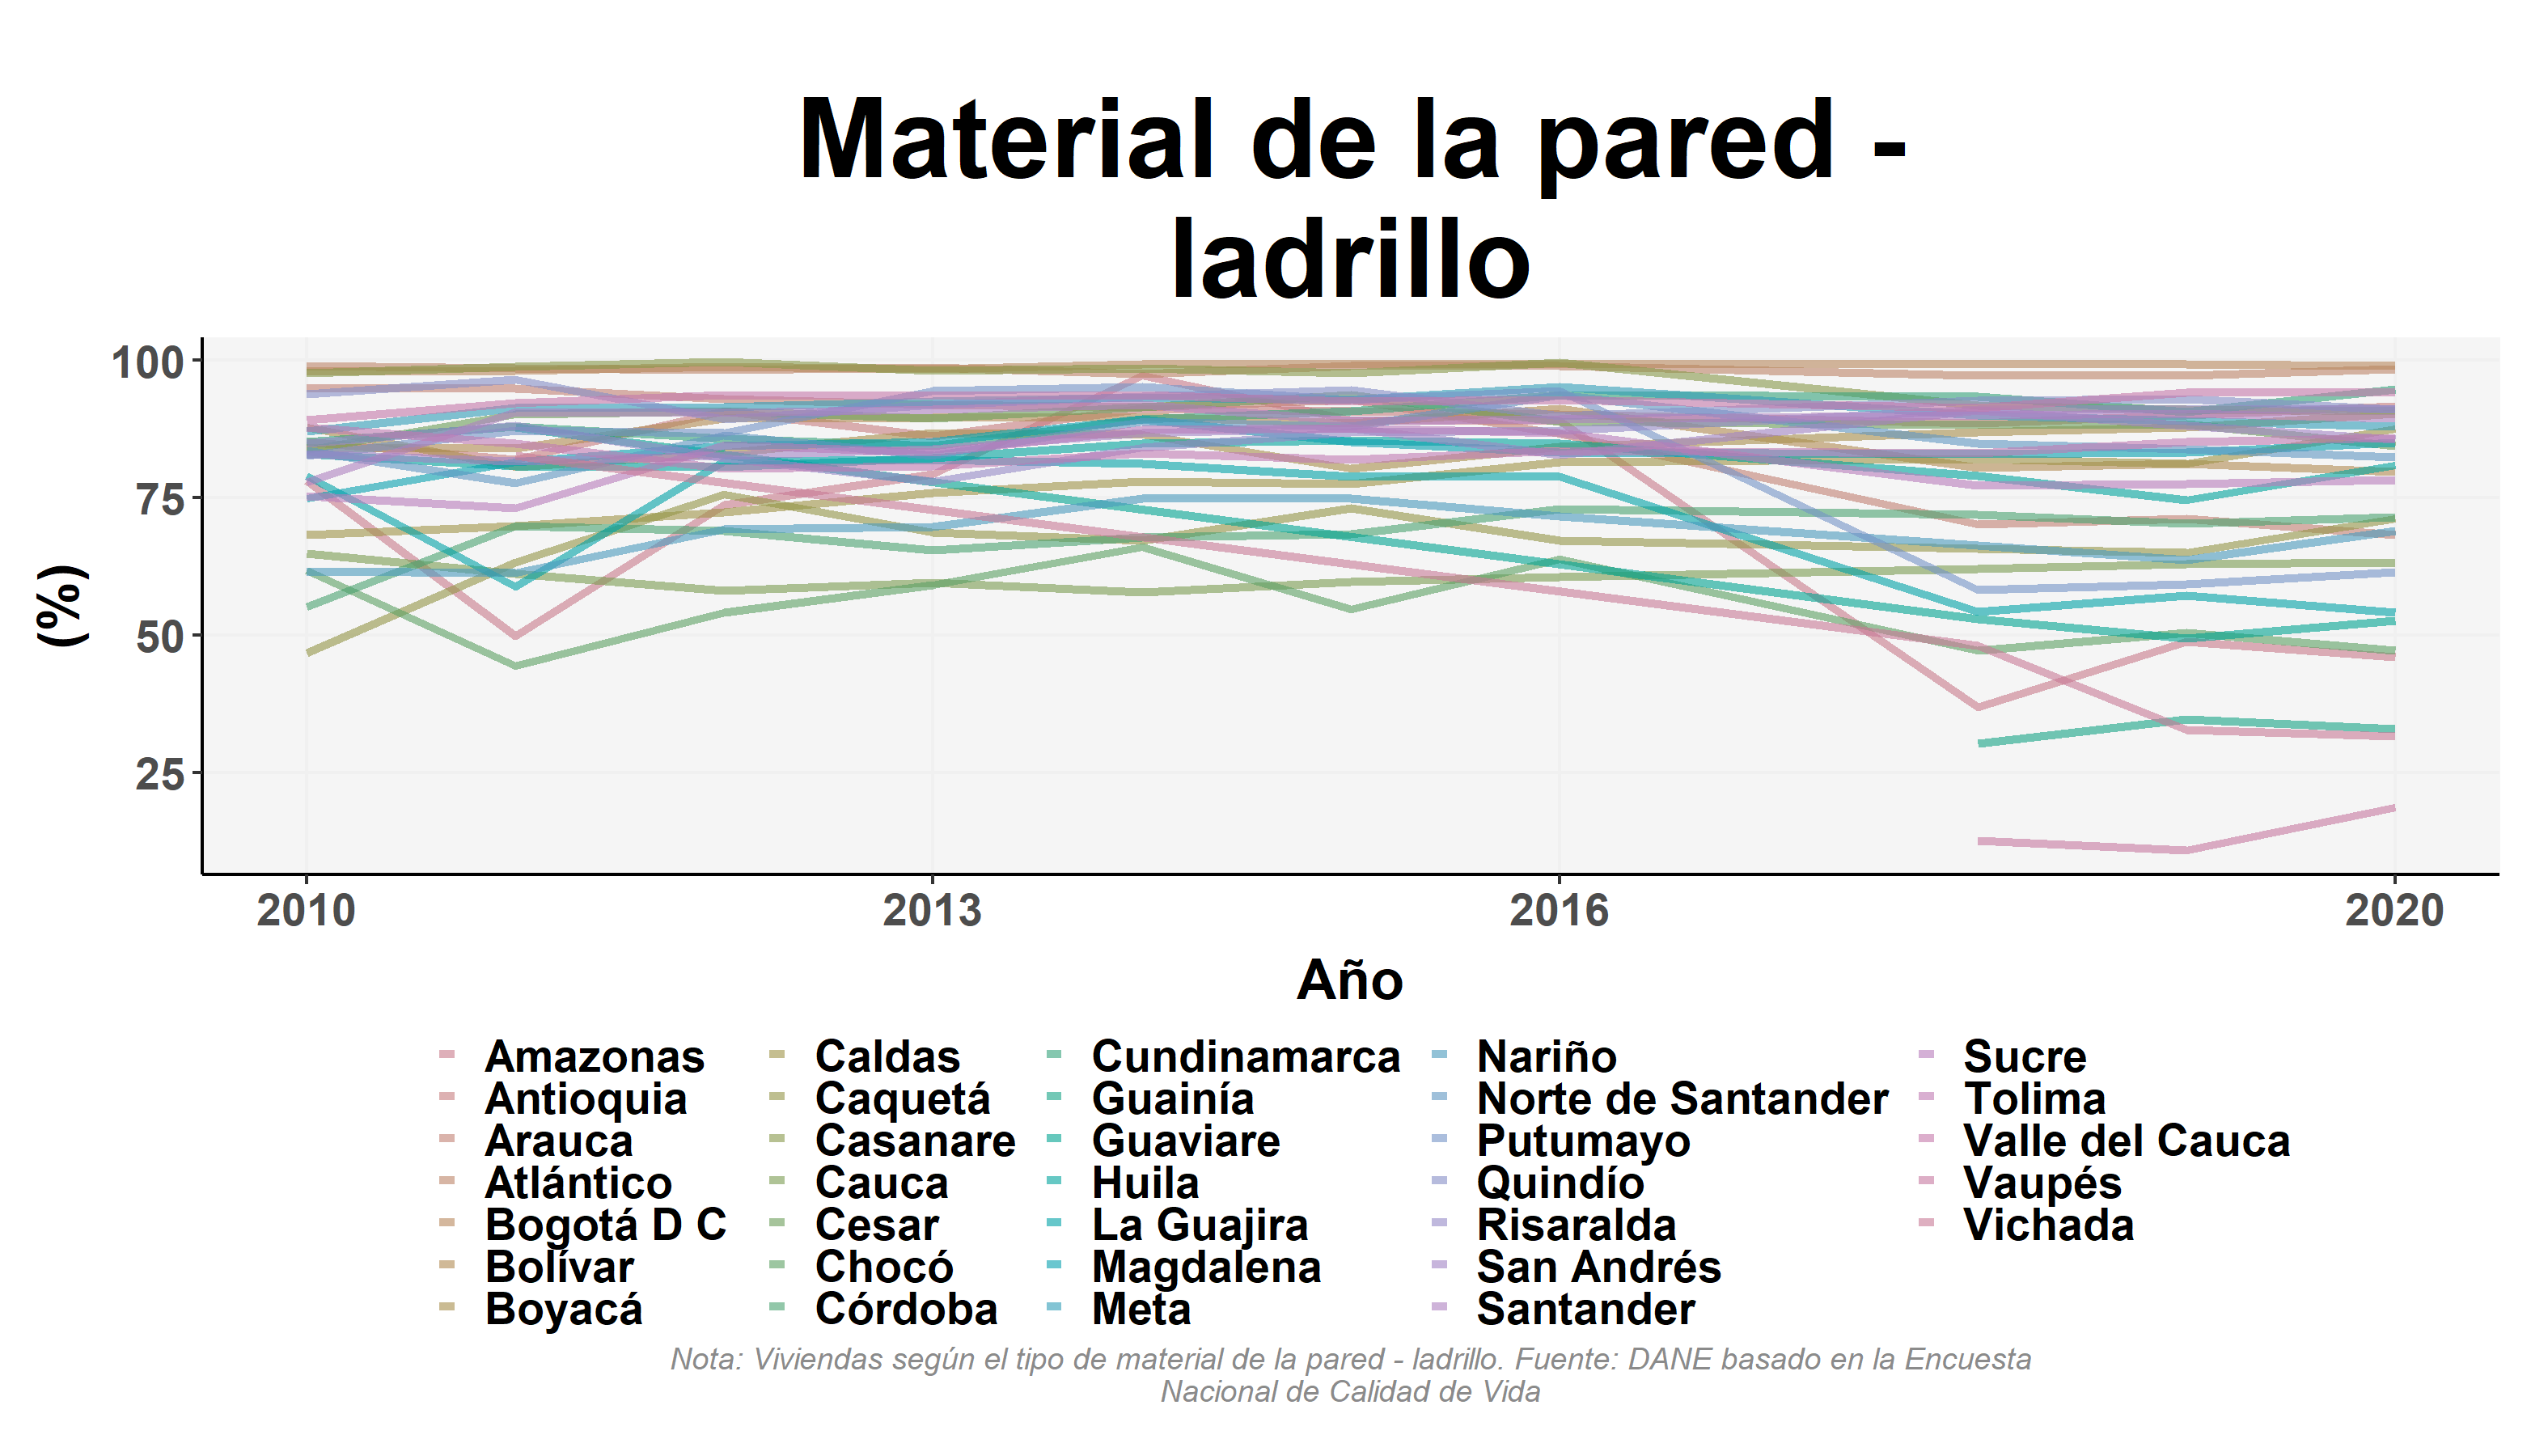 Material de la pared -
ladrillo
100
75
50
25
(%)
2010 2013 2016 2020
Año
Amazonas Caldas Cundinamarca Nariño Sucre
Antioquia Caquetá Guainía Norte de Santander Tolima
Arauca Casanare Guaviare Putumayo Valle del Cauca
Atlántico Cauca Huila Quindío Vaupés
Bogotá D C Cesar La Guajira Risaralda Vichada
Bolívar Chocó Magdalena San Andrés
Boyacá Córdoba Meta Santander
Nota: Viviendas según el tipo de material de la pared - ladrillo. Fuente: DANE basado en la Encuesta
Nacional de Calidad de Vida